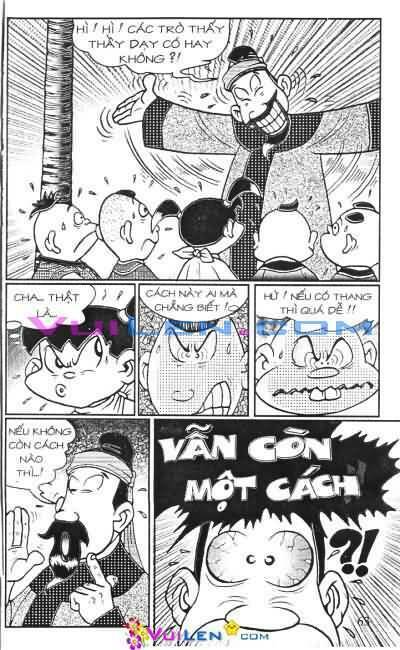 HÌ! HÌ! CÁC TRÒ THẤY
THẦY DẠY CÓ HAY
KHÔNG?!
CHA... THẬT
LÀ...
CÁCH NÀY AI MÀ
CHẲNG BIẾT!
HỨ! NẾU CÓ THANG
THÌ QUÁ DỄ!!
VuiLen.com
NẾU KHÔNG
CÒN CÁCH
NÀO
THÌ...!
VẪN CÒN
MỘT CÁCH!!
?!
63
VuiLen.com